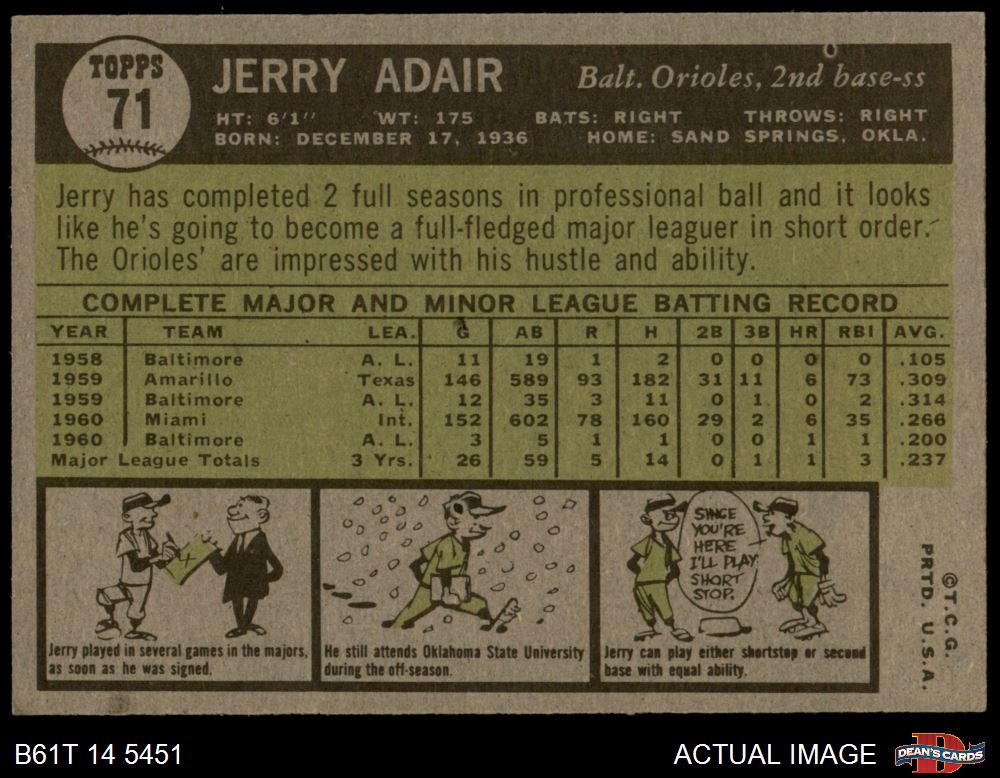 TOPPS
71
JERRY ADAIR
Balt. Orioles, 2nd base-ss
HT: 6'1" WT: 175 BATS: RIGHT THROWS: RIGHT
BORN: DECEMBER 17, 1936 HOME: SAND SPRINGS, OKLA.
Jerry has completed 2 full seasons in professional ball and it looks
like he's going to become a full-fledged major leaguer in short order.
The Orioles' are impressed with his hustle and ability.
COMPLETE MAJOR AND MINOR LEAGUE BATTING RECORD
YEAR TEAM LEA. G AB R H 2B 3B HR RBI AVG.
1958 Baltimore A. L. 11 19 1 2 0 0 0 0 .105
1959 Amarillo Texas 146 589 93 182 31 11 6 73 .309
1959 Baltimore A. L. 12 35 3 11 0 1 0 2 .314
1960 Miami Int. 152 602 78 160 29 2 6 35 .266
1960 Baltimore A. L. 3 5 1 1 0 0 1 1 .200
Major League Totals 3 Yrs. 26 59 5 14 0 1 1 3 .237
Jerry played in several games in the majors,
as soon as he was signed.
He still attends Oklahoma State University
during the off-season.
SINCE
YOU'RE
HERE
I'LL PLAY
SHORT
STOP.
Jerry can play either shortstop or second
base with equal ability.
©T.C.G.
PRTD. U.S.A.
B61T 14 5451
ACTUAL IMAGE
DEAN'S CARDS